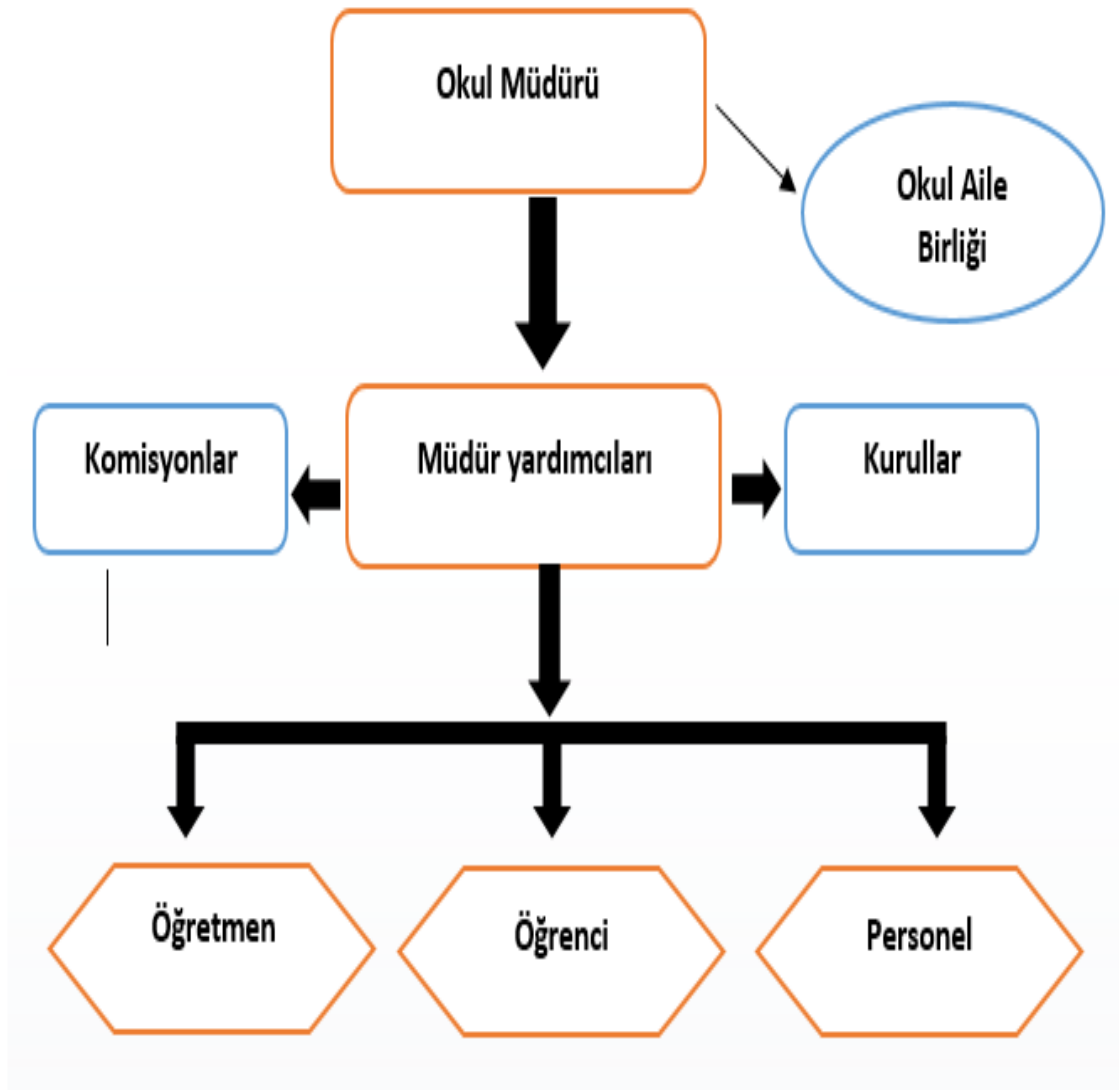 Okul Müdürü
Okul Aile
Birliği
Komisyonlar
Müdür yardımcıları
Kurullar
Öğretmen
Öğrenci
Personel